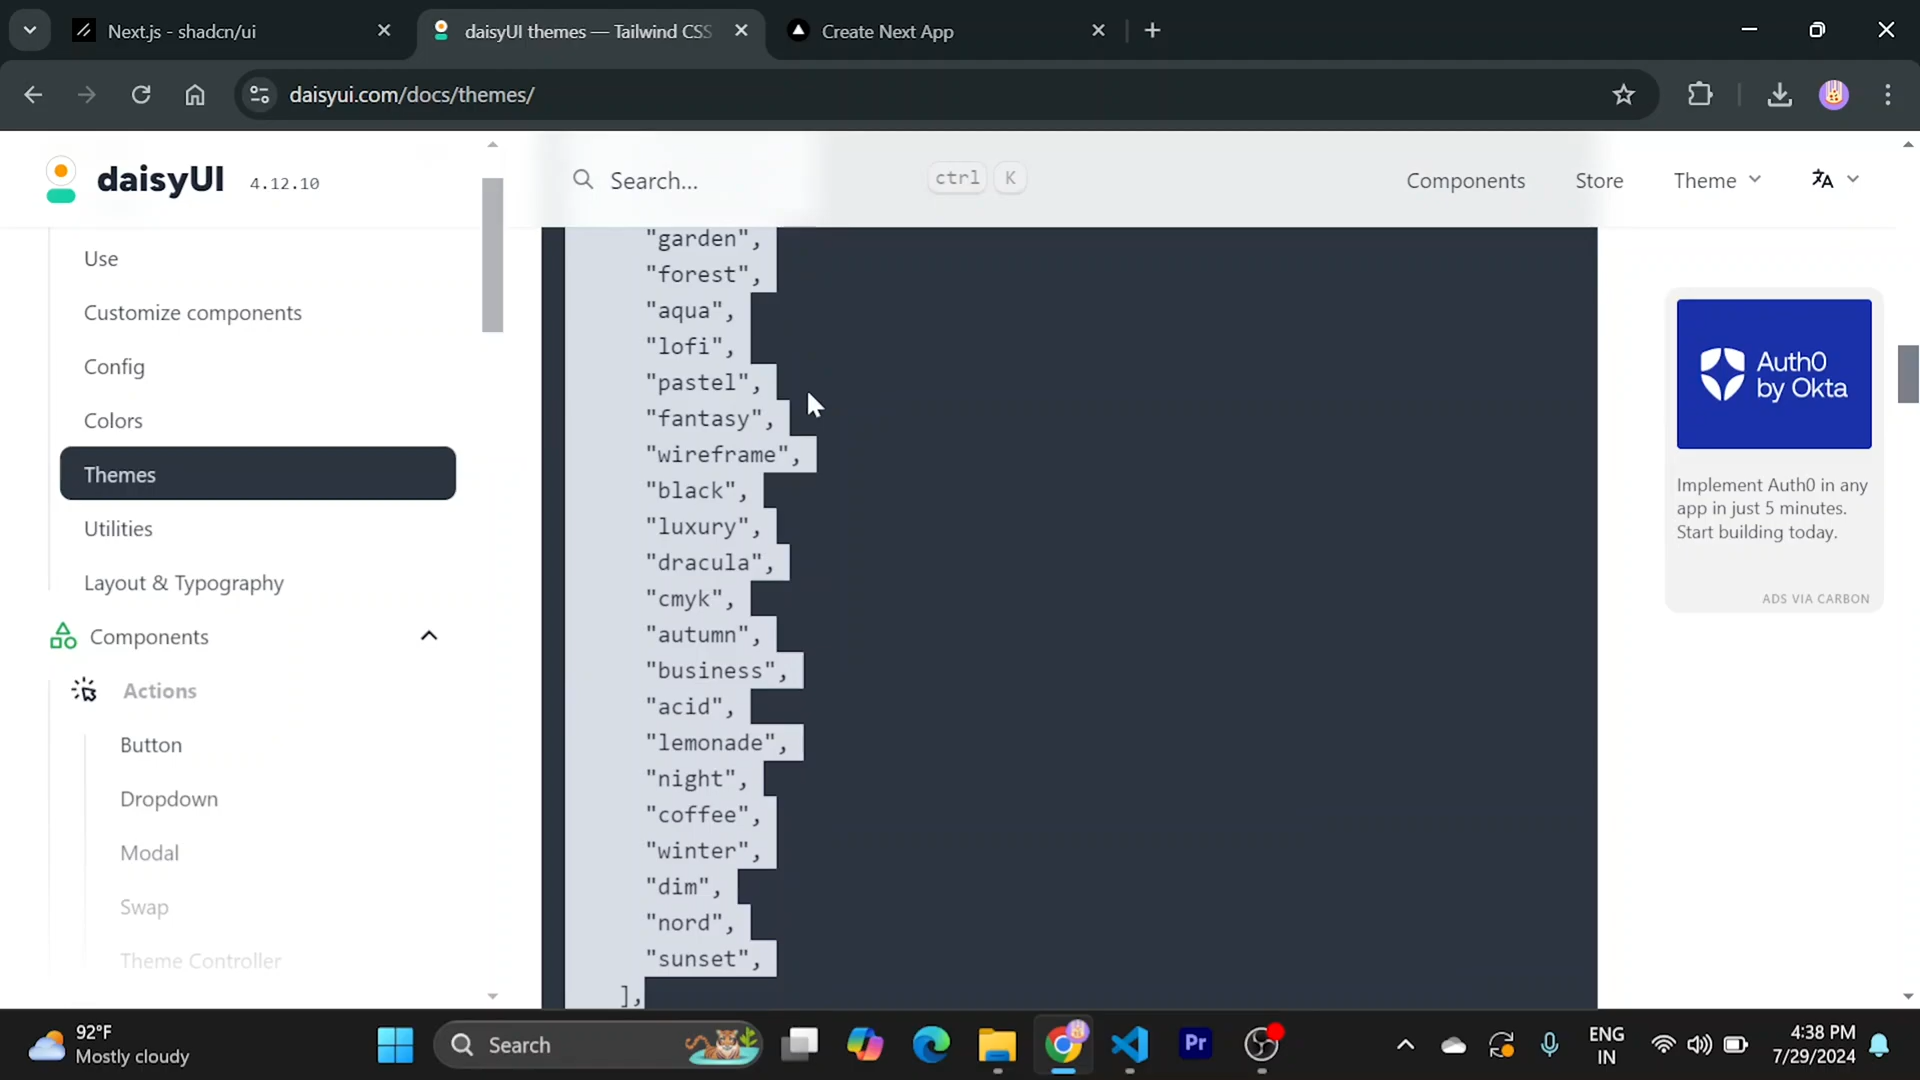 Next.js - shadcn/ui
daisyUI themes — Tailwind CSS
Create Next App
daisyui.com/docs/themes/
daisyUI 4.12.10
Search...
ctrl K
Components
Store
Theme
Use
Customize components
Config
Colors
Themes
Utilities
Layout & Typography
Components
Actions
Button
Dropdown
Modal
Swap
Theme Controller
"garden",
"forest",
"aqua",
"lofi",
"pastel",
"fantasy",
"wireframe",
"black",
"luxury",
"dracula",
"cmyk",
"autumn",
"business",
"acid",
"lemonade",
"night",
"coffee",
"winter",
"dim",
"nord",
"sunset",
],
Auth0
by Okta
Implement Auth0 in any
app in just 5 minutes.
Start building today.
ADS VIA CARBON
92°F
Mostly cloudy
Search
Pr
ENG
IN
4:38 PM
7/29/2024